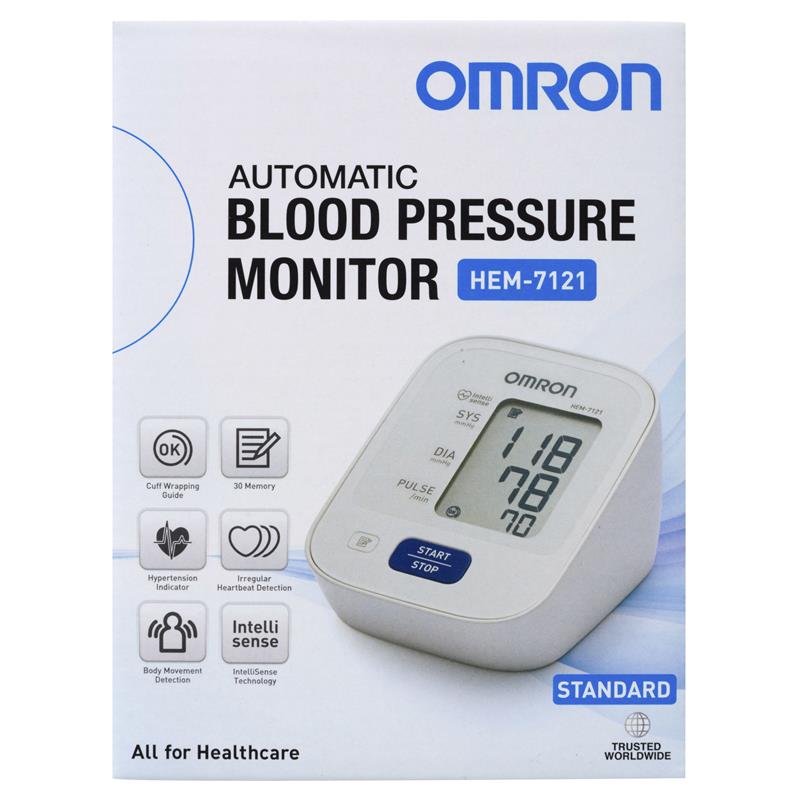 OMRON
AUTOMATIC
BLOOD PRESSURE
MONITOR HEM-7121
OMRON
HEM-7121
Intelli
sense
SYS
mmHg
118
DIA
mmHg
78
PULSE
/min
OK
70
START
STOP
OK
Cuff Wrapping
Guide
30 Memory
Hypertension
Indicator
Irregular
Heartbeat Detection
Body Movement
Detection
Intelli
sense
IntelliSense
Technology
STANDARD
All for Healthcare
TRUSTED
WORLDWIDE